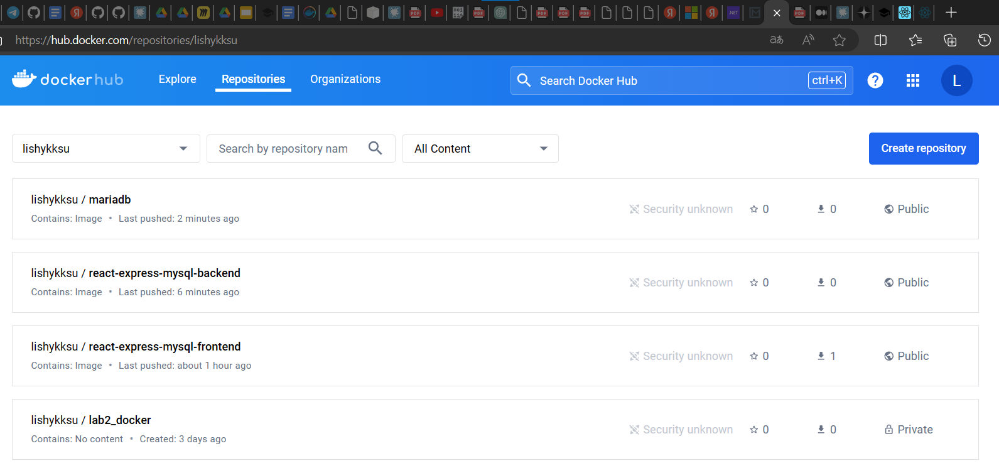 https://hub.docker.com/repositories/lishykksu
dockerhub
Explore
Repositories
Organizations
Search Docker Hub
ctrl+K
?
L
lishykksu
Search by repository nam
All Content
Create repository
lishykksu / mariadb
Contains: Image • Last pushed: 2 minutes ago
Security unknown
0
0
Public
lishykksu / react-express-mysql-backend
Contains: Image • Last pushed: 6 minutes ago
Security unknown
0
0
Public
lishykksu / react-express-mysql-frontend
Contains: Image • Last pushed: about 1 hour ago
Security unknown
0
1
Public
lishykksu / lab2_docker
Contains: No content • Created: 3 days ago
Security unknown
0
0
Private